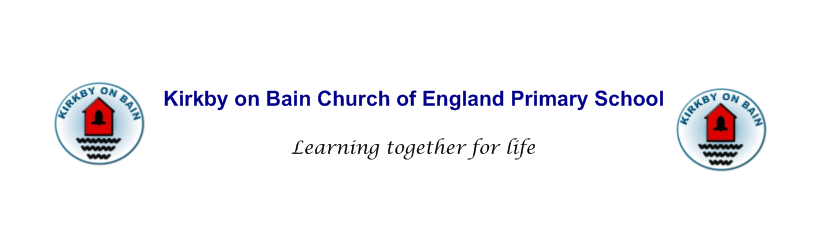 KIRKBY ON BAIN
Kirkby on Bain Church of England Primary School
Learning together for life
KIRKBY ON BAIN